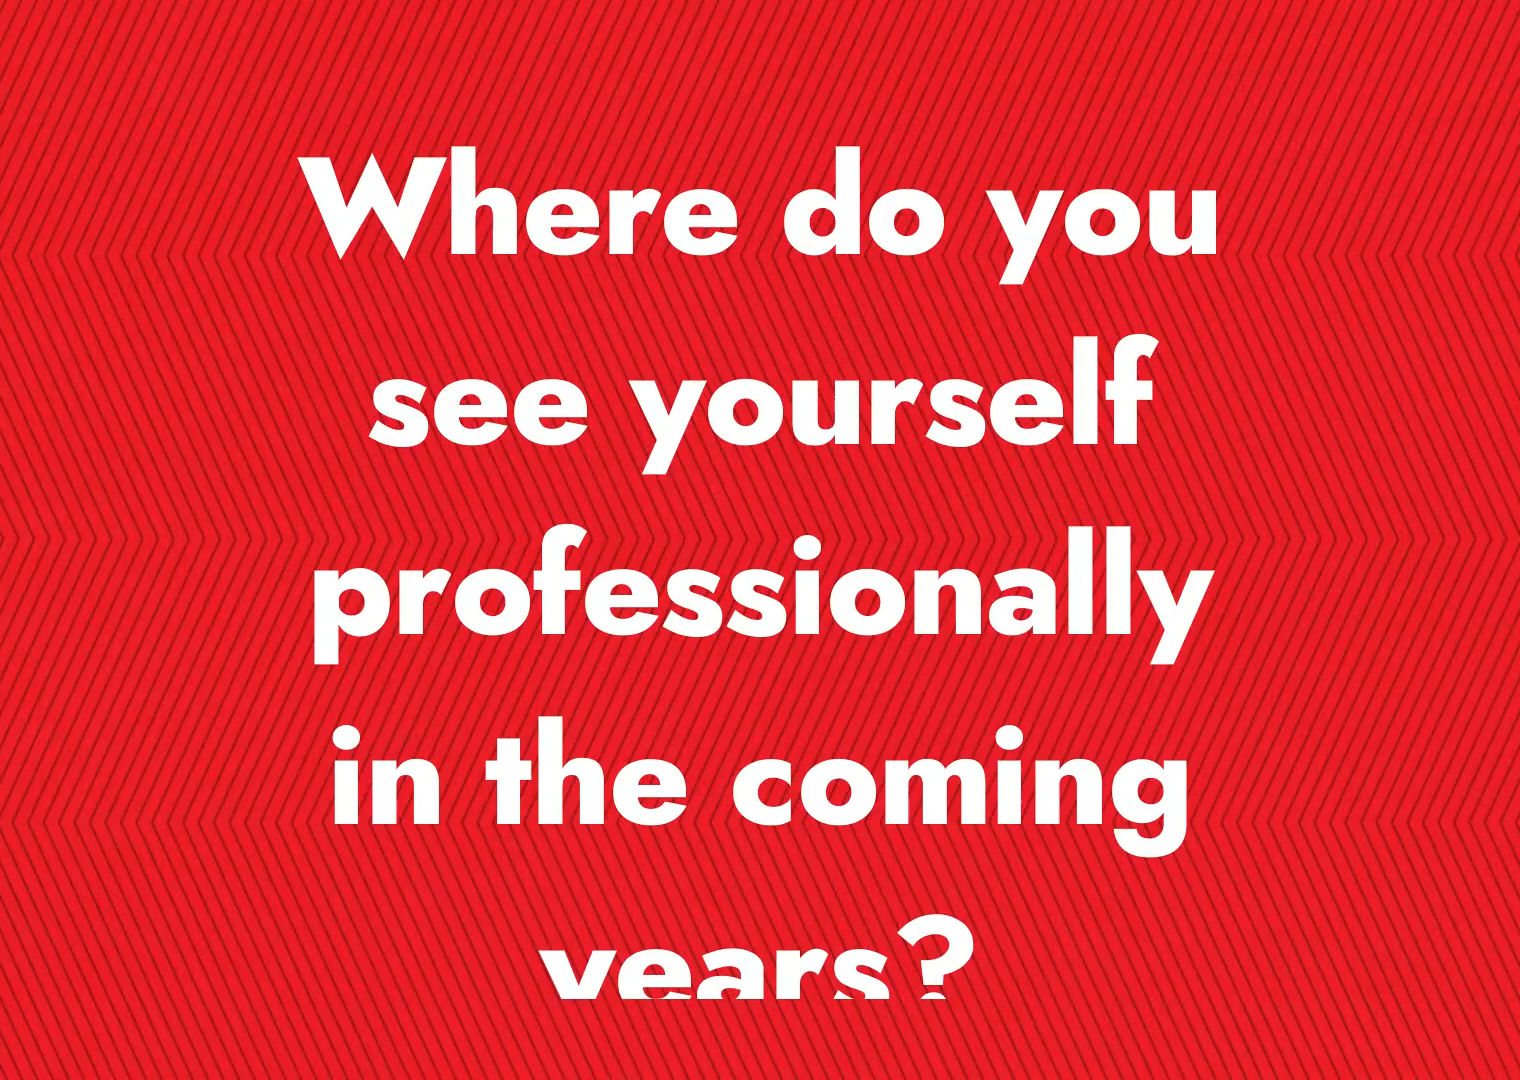 Where do you
see yourself
professionally
in the coming
years?